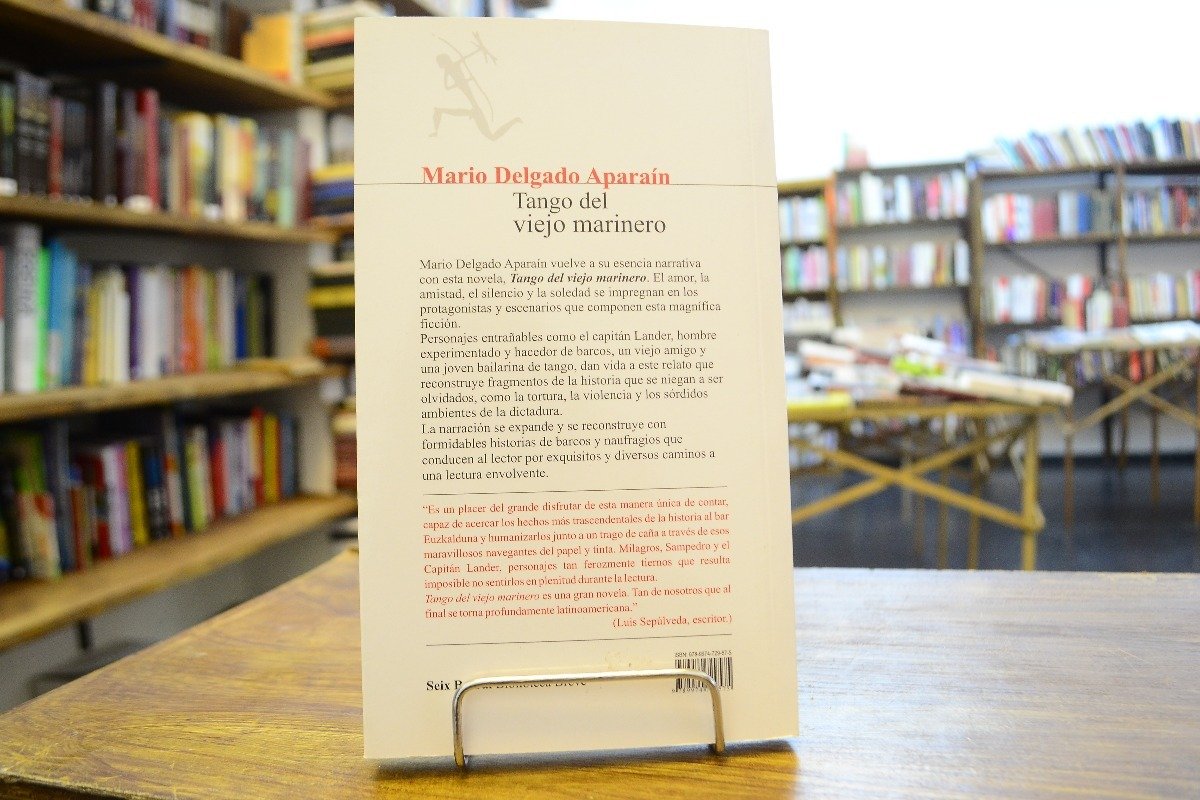 Mario Delgado Aparaín
Tango del
viejo marinero
Mario Delgado Aparaín vuelve a su esencia narrativa
con esta novela, Tango del viejo marinero. El amor, la
amistad, el silencio y la soledad se impregnan en los
protagonistas y escenarios que componen esta magnífica
ficción.
Personajes entrañables como el capitán Lander, hombre
experimentado y hacedor de barcos, un viejo amigo y
una joven bailarina de tango, dan vida a este relato que
reconstruye fragmentos de la historia que se niegan a ser
olvidados, como la tortura, la violencia y los sórdidos
ambientes de la dictadura.
La narración se expande y se reconstruye con
formidables historias de barcos y naufragios que
conducen al lector por exquisitos y diversos caminos a
una lectura envolvente.
“Es un placer del grande disfrutar de esta manera única de contar,
capaz de acercar los hechos más trascendentales de la historia al bar
Euzkalduna y humanizarlos junto a un trago de caña a través de esos
maravillosos navegantes del papel y tinta. Milagros, Sampedro y el
Capitán Lander, personajes tan ferozmente tiernos que resulta
imposible no sentirlos en plenitud durante la lectura.
Tango del viejo marinero es una gran novela. Tan de nosotros que al
final se torna profundamente latinoamericana.”
(Luis Sepúlveda, escritor.)
ISBN: 978-9974-729-87-5
Seix Barral Biblioteca Breve